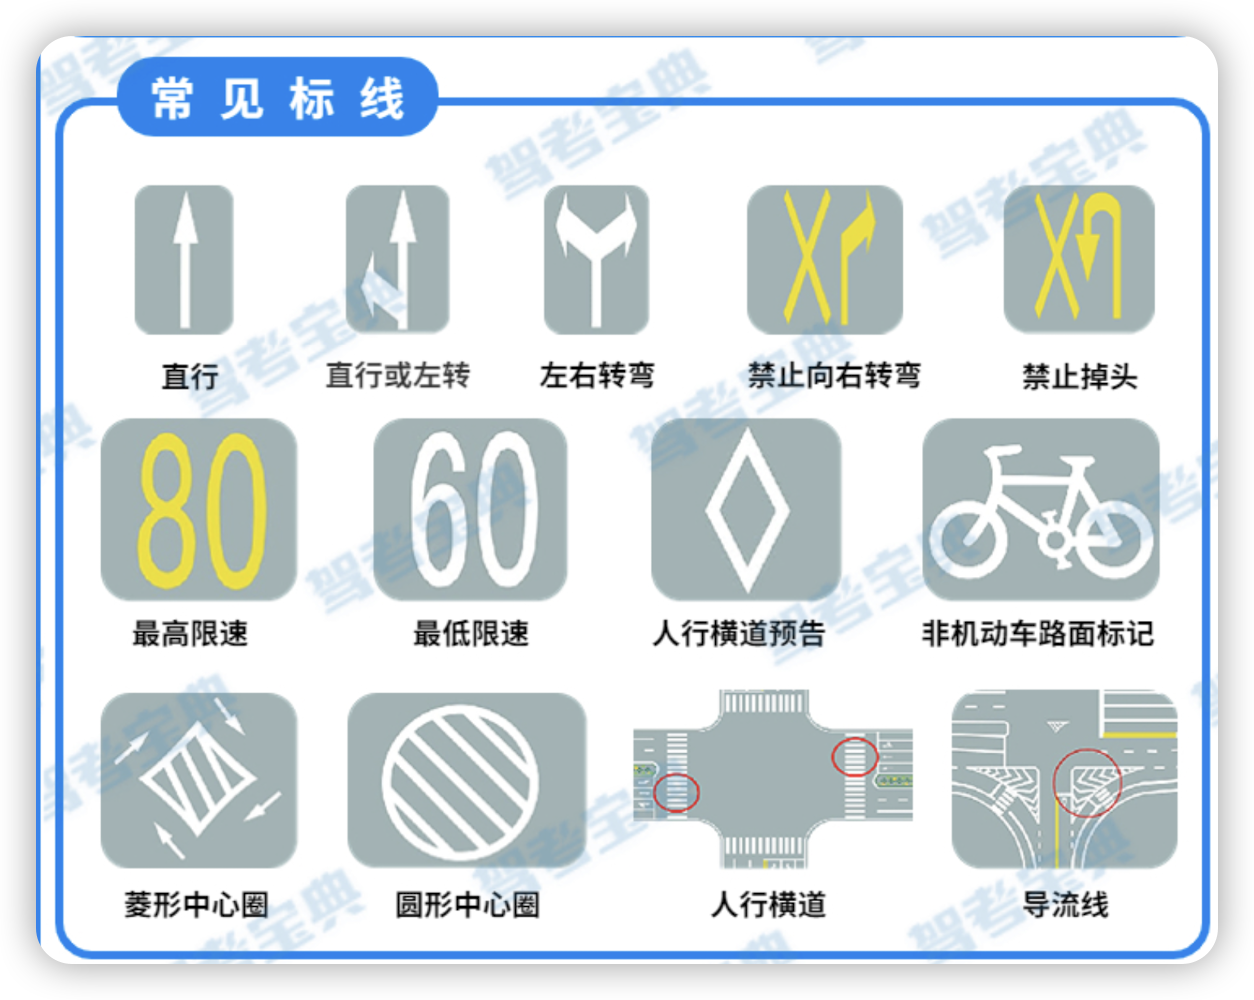 常见标线
直行
直行或左转
左右转弯
禁止向右转弯
禁止掉头
80
60
最高限速
最低限速
人行横道预告
非机动车路面标记
菱形中心圈
圆形中心圈
人行横道
导流线
驾考宝典